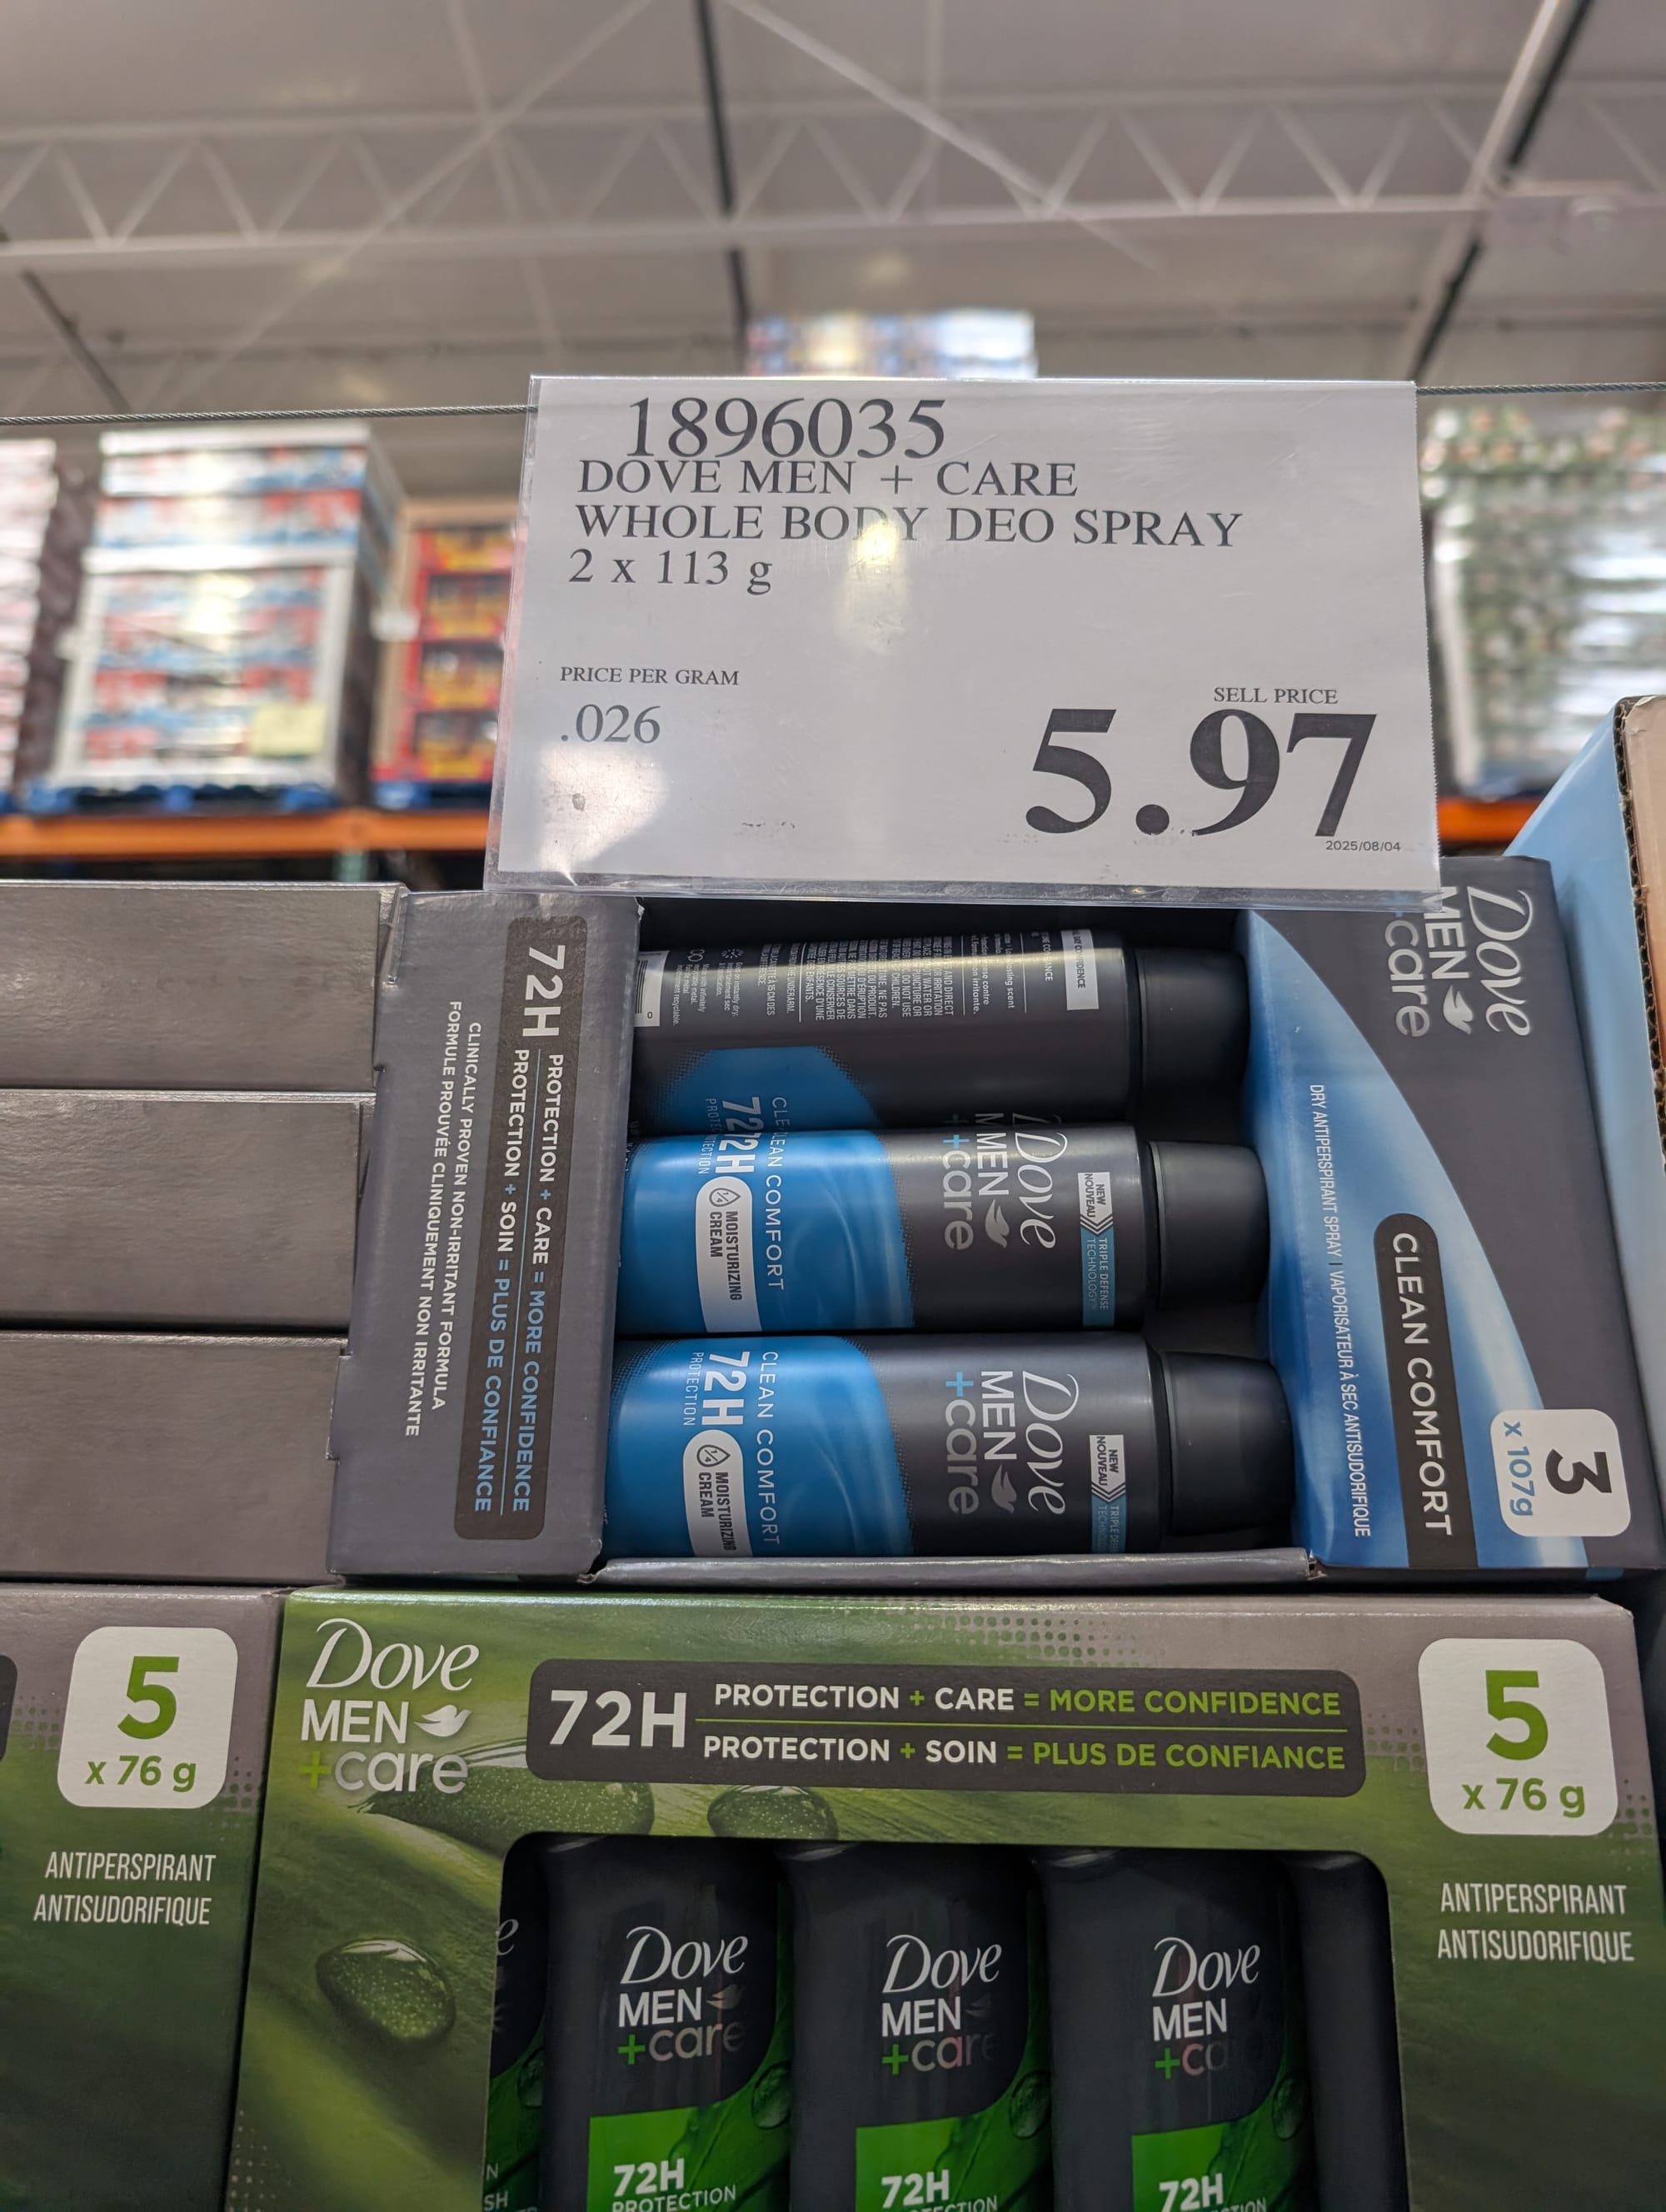 1896035
DOVE MEN + CARE
WHOLE BODY DEO SPRAY
2 x 113 g
PRICE PER GRAM
.026
SELL PRICE
5.97
2025/08/04
72H
PROTECTION + CARE = MORE CONFIDENCE
PROTECTION + SOIN = PLUS DE CONFIANCE
CLINICALLY PROVEN NON-IRRITANT FORMULA
FORMULE PROUVÉE CLINIQUEMENT NON IRRITANTE
Dove
MEN
+care
NEW
NOUVEAU
TRIPLE DEFENSE
TECHNOLOGY
CLEAN COMFORT
72H
PROTECTION
MOISTURIZING
CREAM
Dove
MEN
+care
NEW
NOUVEAU
CLEAN COMFORT
72H
PROTECTION
MOISTURIZING
CREAM
Dove
MEN
+care
CLEAN COMFORT
DRY ANTIPERSPIRANT SPRAY | VAPORISATEUR À SEC ANTISUDORIFIQUE
3
x 107g
5
x 76 g
ANTIPERSPIRANT
ANTISUDORIFIQUE
Dove
MEN
+care
72H
PROTECTION + CARE = MORE CONFIDENCE
PROTECTION + SOIN = PLUS DE CONFIANCE
5
x 76 g
ANTIPERSPIRANT
ANTISUDORIFIQUE
Dove
MEN
+care
72H
PROTECTION
Dove
MEN
+care
72H
Dove
MEN
72H